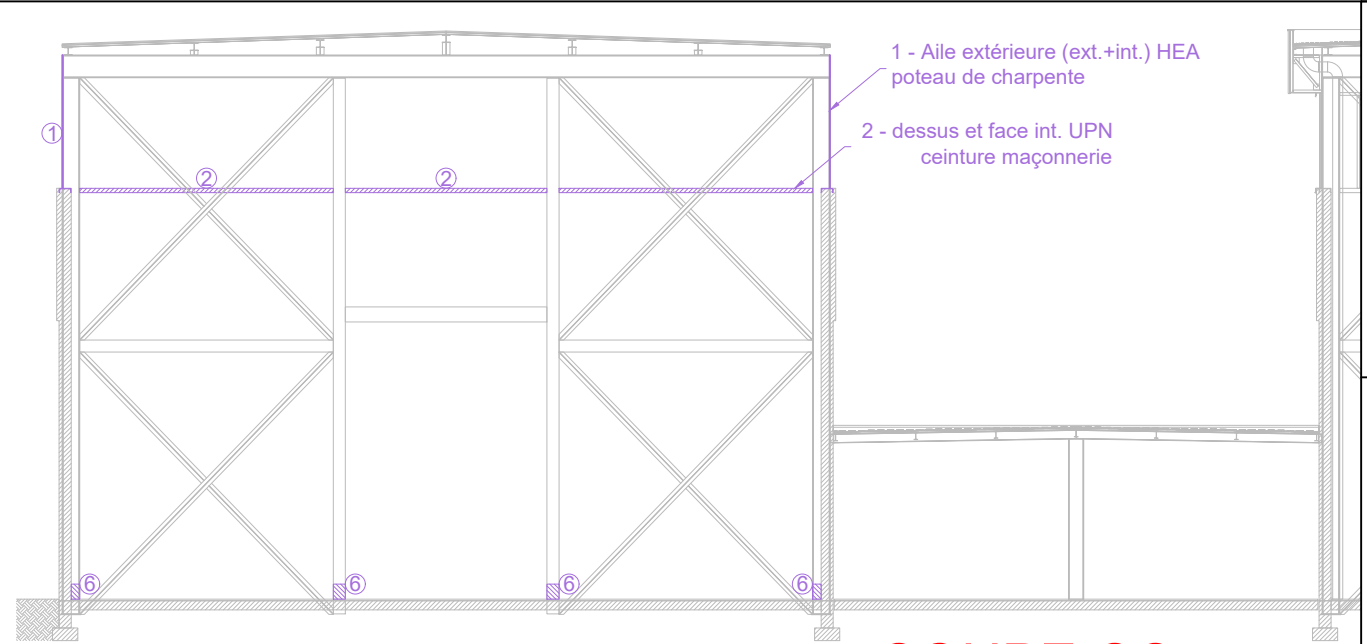 1 - Aile extérieure (ext.+int.) HEA
poteau de charpente
1
2 - dessus et face int. UPN
ceinture maçonnerie
2
2
6
6
6
6